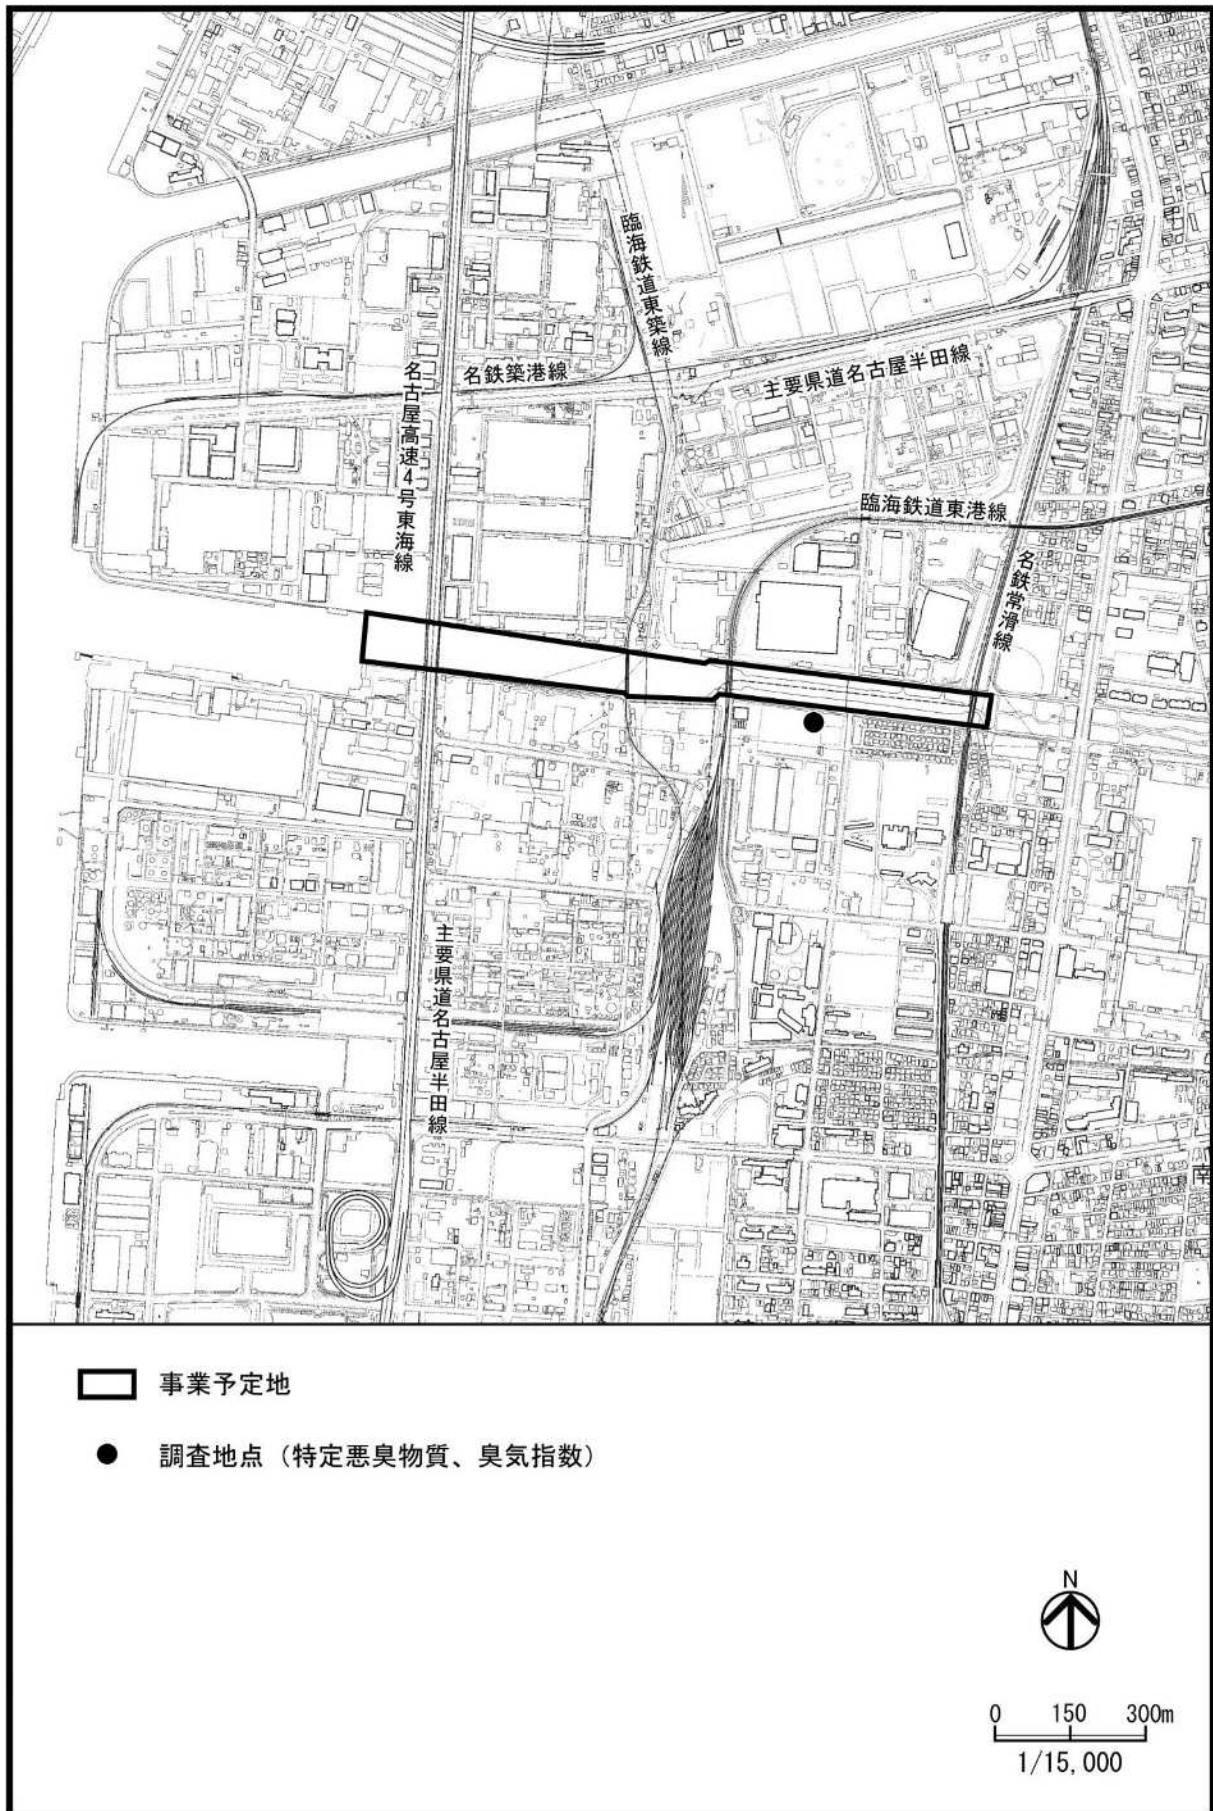 臨海鉄道東築線
名鉄築港線
主要県道名古屋半田線
名古屋高速4号東海線
臨海鉄道東港線
名鉄常滑線
主要県道名古屋半田線
南
事業予定地
調査地点（特定悪臭物質、臭気指数）
N
0 150 300m
1/15,000